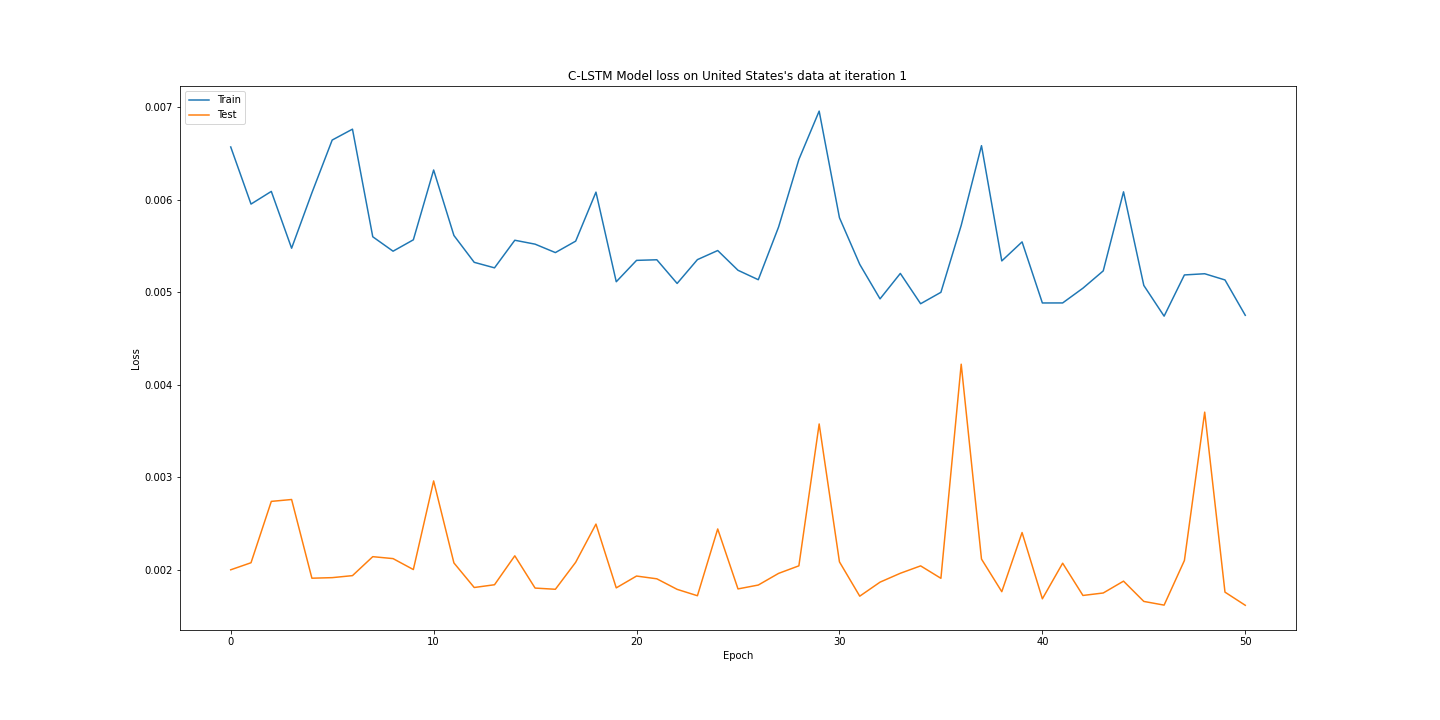 C-LSTM Model loss on United States's data at iteration 1
Train
Test
0.007
0.006
0.005
0.004
0.003
0.002
Loss
0 10 20 30 40 50
Epoch